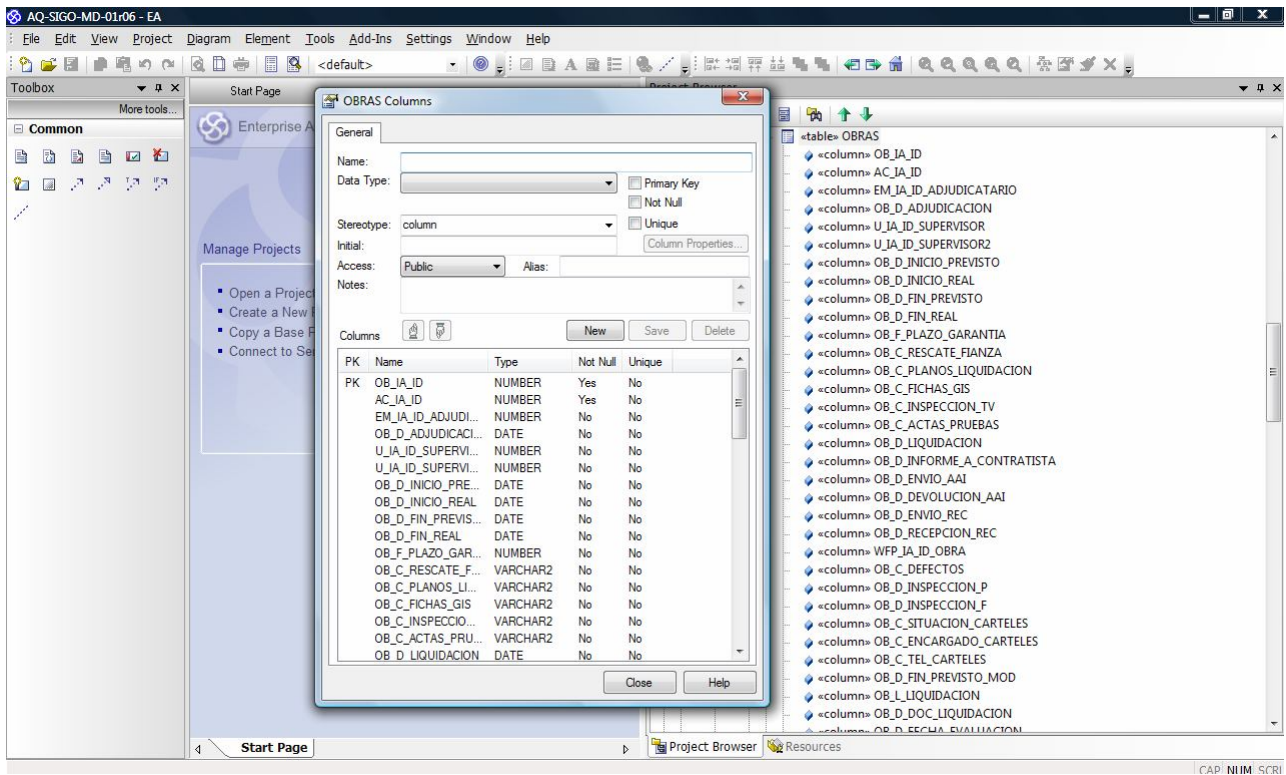 AQ-SIGO-MD-01r06 - EA
File Edit View Project Diagram Element Tools Add-Ins Settings Window Help
<default>
Toolbox
More tools...
Common
Start Page
Enterprise A
Manage Projects
Open a Project
Create a New
Copy a Base
Connect to Se
OBRAS Columns
General
Name:
Data Type:
Primary Key
Not Null
Stereotype: column
Unique
Initial:
Column Properties...
Access: Public Alias:
Notes:
Columns New Save Delete
PK Name Type Not Null Unique
PK OB_IA_ID NUMBER Yes No
AC_IA_ID NUMBER Yes No
EM_IA_ID_ADJUDI... NUMBER No No
OB_D_ADJUDICACI... DATE No No
U_IA_ID_SUPERVI... NUMBER No No
U_IA_ID_SUPERVI... NUMBER No No
OB_D_INICIO_PRE... DATE No No
OB_D_INICIO_REAL DATE No No
OB_D_FIN_PREVIS... DATE No No
OB_D_FIN_REAL DATE No No
OB_F_PLAZO_GAR... NUMBER No No
OB_C_RESCATE_F... VARCHAR2 No No
OB_C_PLANOS_LI... VARCHAR2 No No
OB_C_FICHAS_GIS VARCHAR2 No No
OB_C_INSPECCIO... VARCHAR2 No No
OB_C_ACTAS_PRU... VARCHAR2 No No
OB_D_LIQUIDACION DATE No No
Close Help
Project Browser
«table» OBRAS
«column» OB_IA_ID
«column» AC_IA_ID
«column» EM_IA_ID_ADJUDICATARIO
«column» OB_D_ADJUDICACION
«column» U_IA_ID_SUPERVISOR
«column» U_IA_ID_SUPERVISOR2
«column» OB_D_INICIO_PREVISTO
«column» OB_D_INICIO_REAL
«column» OB_D_FIN_PREVISTO
«column» OB_D_FIN_REAL
«column» OB_F_PLAZO_GARANTIA
«column» OB_C_RESCATE_FIANZA
«column» OB_C_PLANOS_LIQUIDACION
«column» OB_C_FICHAS_GIS
«column» OB_C_INSPECCION_TV
«column» OB_C_ACTAS_PRUEBAS
«column» OB_D_LIQUIDACION
«column» OB_D_INFORME_A_CONTRATISTA
«column» OB_D_ENVIO_AAI
«column» OB_D_DEVOLUCION_AAI
«column» OB_D_ENVIO_REC
«column» OB_D_RECEPCION_REC
«column» WFP_IA_ID_OBRA
«column» OB_C_DEFECTOS
«column» OB_D_INSPECCION_P
«column» OB_D_INSPECCION_F
«column» OB_C_SITUACION_CARTELES
«column» OB_C_ENCARGADO_CARTELES
«column» OB_C_TEL_CARTELES
«column» OB_D_FIN_PREVISTO_MOD
«column» OB_L_LIQUIDACION
«column» OB_D_DOC_LIQUIDACION
«column» OB_D_FECHA_EVALUACION
Start Page
Project Browser Resources
CAP NUM SCRL